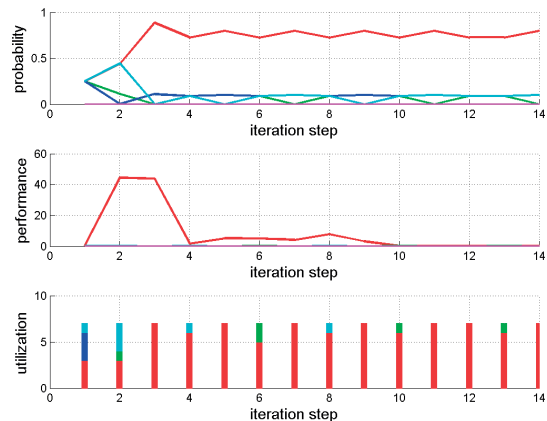 1
0.5
0
probability
0 2 4 6 8 10 12 14
iteration step
60
40
20
0
performance
0 2 4 6 8 10 12 14
iteration step
10
5
0
utilization
0 2 4 6 8 10 12 14
iteration step